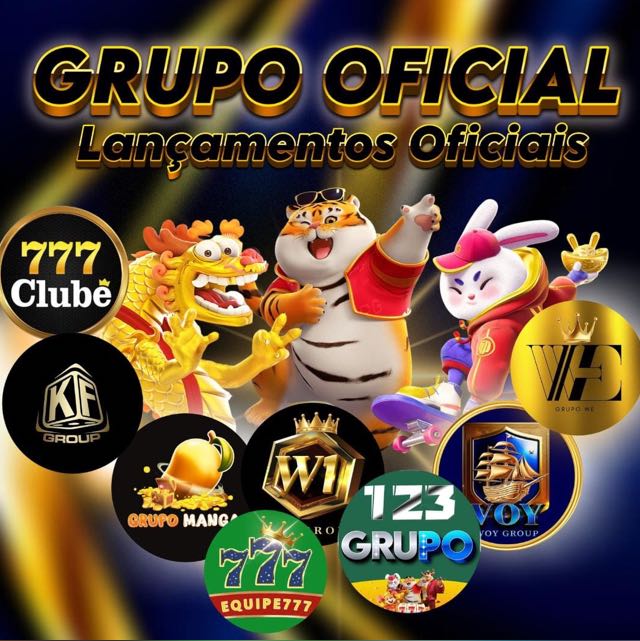 GRUPO OFICIAL
Lançamentos Oficiais
777
Clube
KF
GROUP
WE
GRUPO WE
GRUPO MANGA
W1
123
GRUPO
VOY
VOY GROUP
777
EQUIPE777